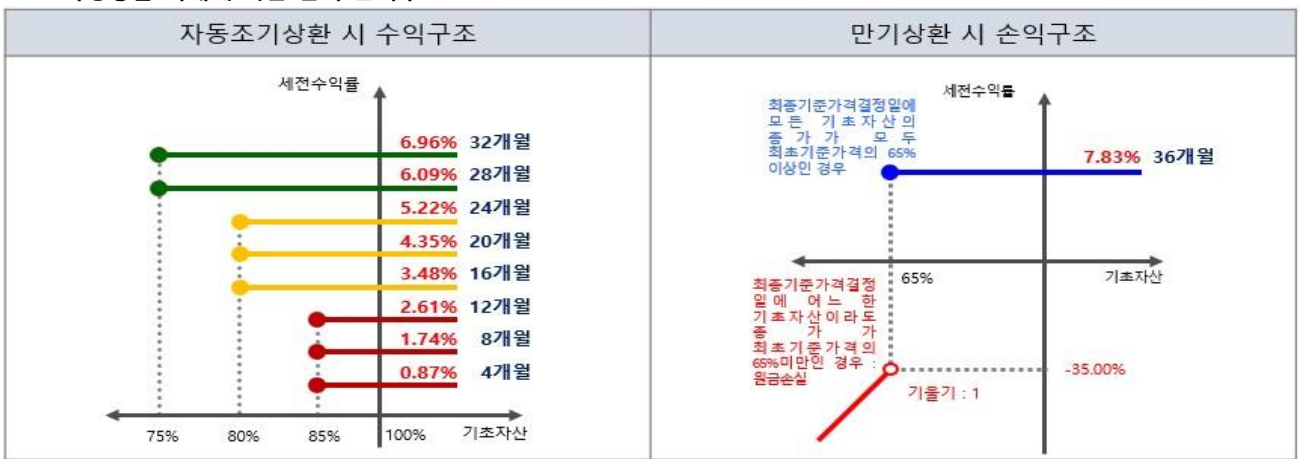 자동조기상환 시 수익구조
만기상환 시 손익구조
세전수익률
6.96% 32개월
6.09% 28개월
5.22% 24개월
4.35% 20개월
3.48% 16개월
2.61% 12개월
1.74% 8개월
0.87% 4개월
75% 80% 85% 100% 기초자산
세전수익률
최종기준가격결정일에
모든 기초자산의
종가가 모두
최초기준가격의 65%
이상인 경우
7.83% 36개월
65%
기초자산
최종기준가격결정
일에 어느 한
기초자산이라도
종가가
최초기준가격의
65%미만인 경우 :
원금손실
-35.00%
기울기 : 1